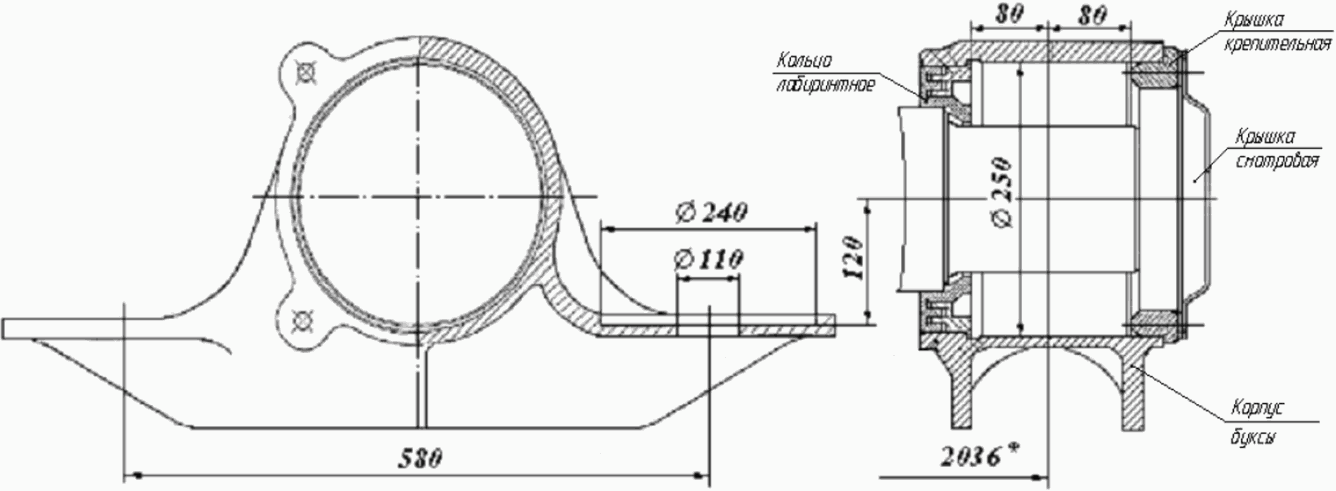 80
80
Крышка
крепительная
Кольцо
лабиринтное
Крышка
смотровая
Ø 240
Ø 110
Ø 250
120
Корпус
буксы
580
2036*